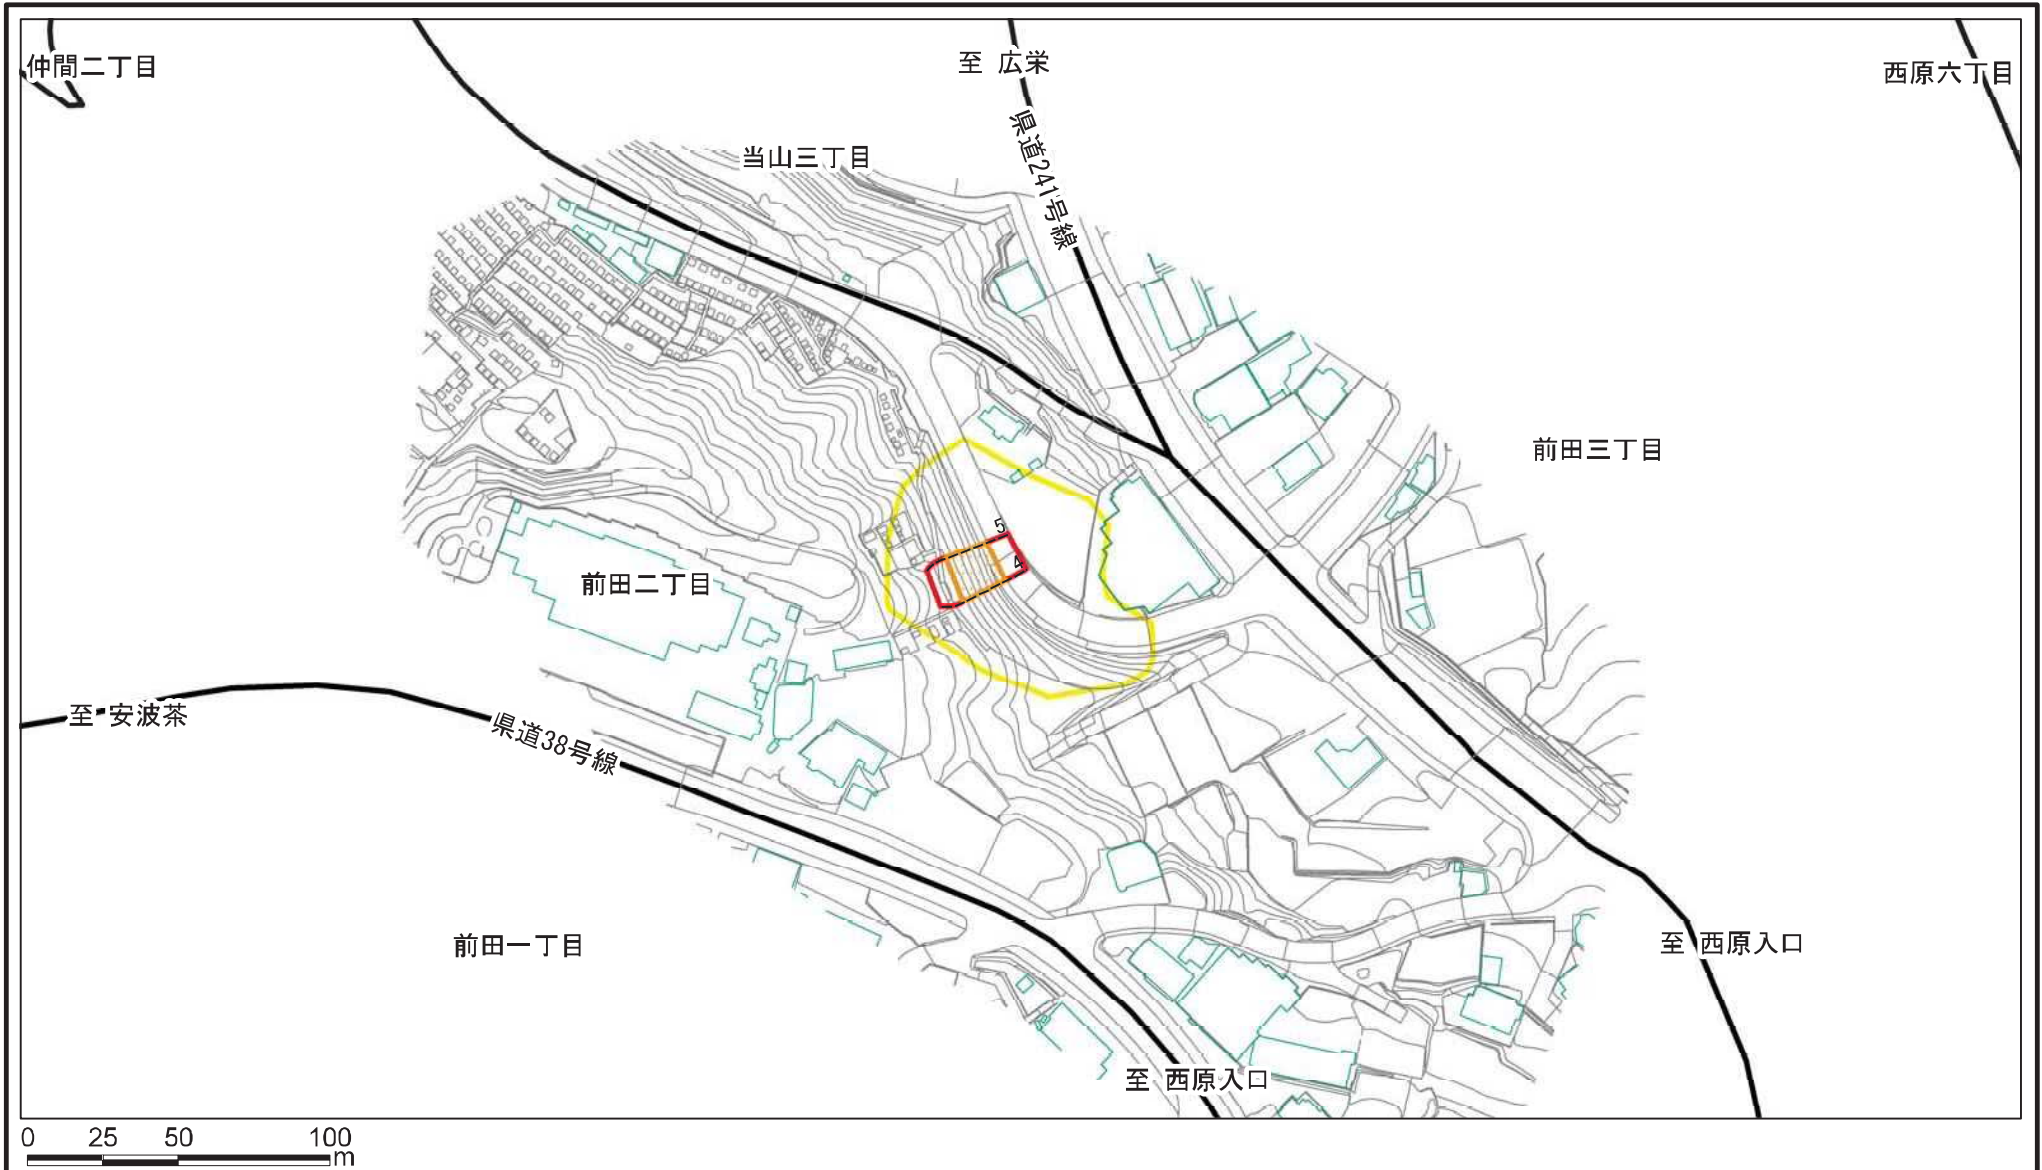 仲間二丁目
至 広栄
西原六丁目
県道241号線
当山三丁目
前田三丁目
5
4
前田二丁目
至 安波茶
県道38号線
前田一丁目
至 西原入口
至 西原入口
0 25 50 100
m